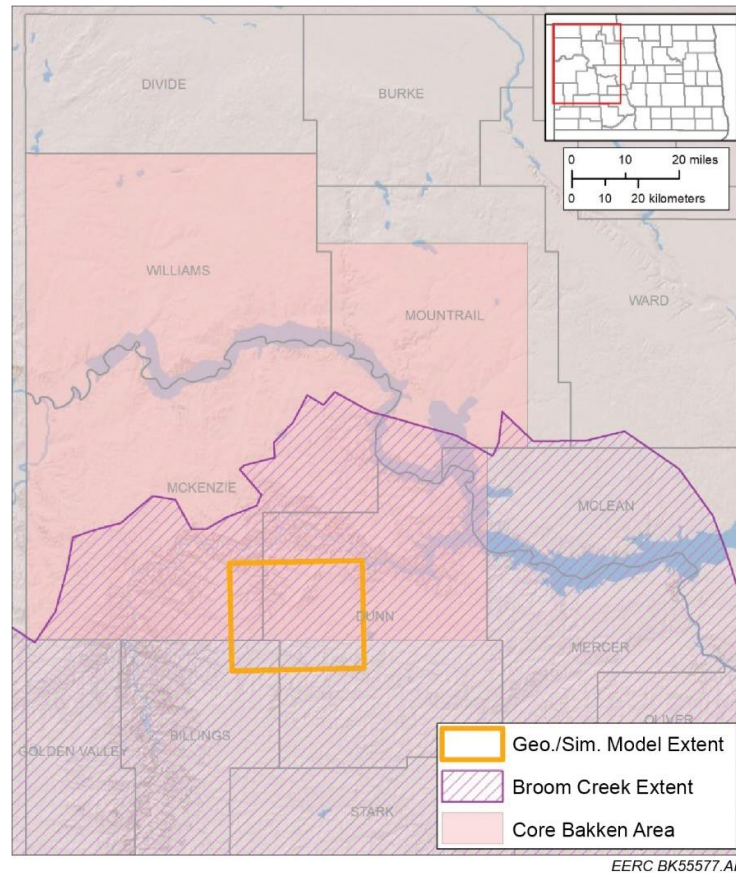 DIVIDE
BURKE
0 10 20 miles
0 10 20 kilometers
WILLIAMS
MOUNTRAIL
WARD
MCKENZIE
MCLEAN
DUNN
MERCER
OLIVER
GOLDEN VALLEY
BILLINGS
STARK
Geo./Sim. Model Extent
Broom Creek Extent
Core Bakken Area
EERC BK55577.AI